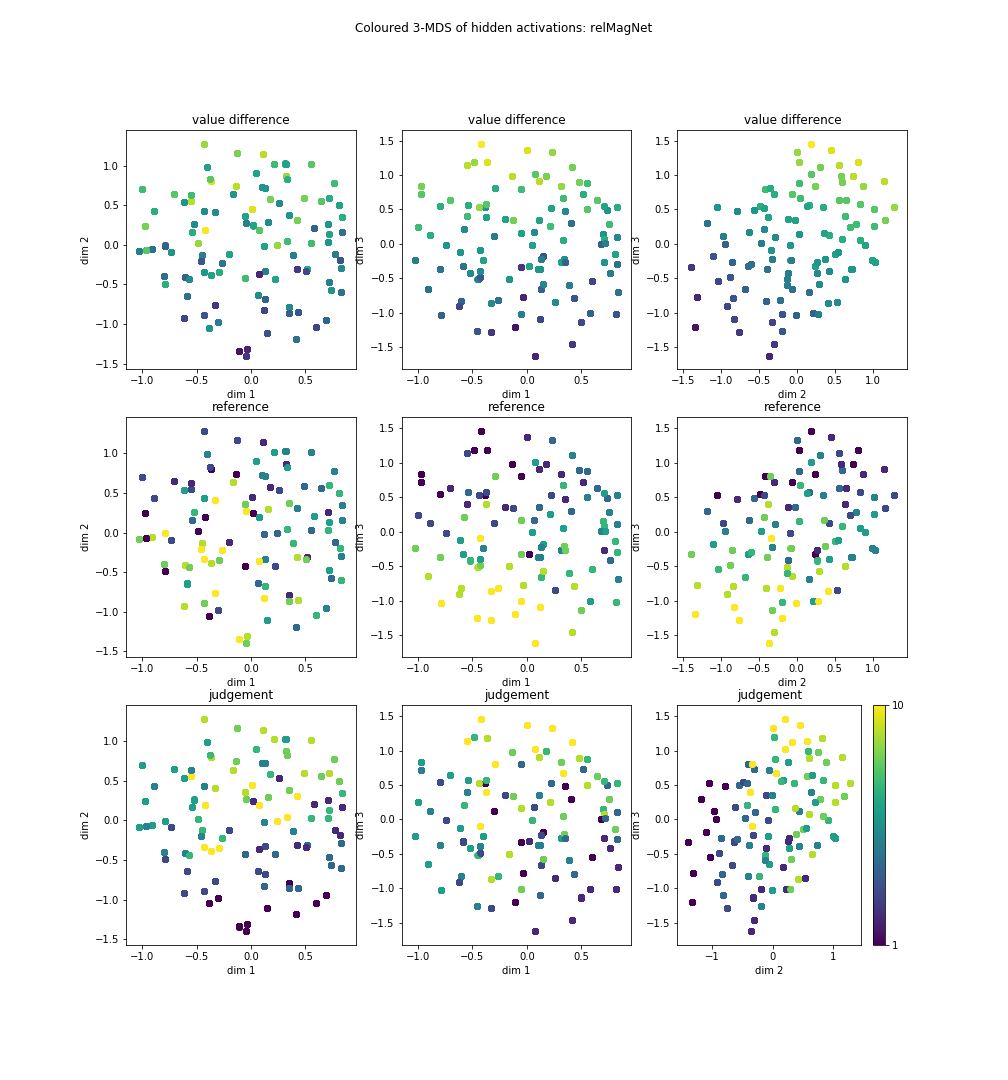 Coloured 3-MDS of hidden activations: relMagNet
value difference value difference value difference
1.0 0.5 0.0 −0.5 −1.0 −1.5
dim 2
−1.0 −0.5 0.0 0.5
dim 1
1.5 1.0 0.5 0.0 −0.5 −1.0 −1.5
dim 3
−1.0 −0.5 0.0 0.5
dim 1
1.5 1.0 0.5 0.0 −0.5 −1.0 −1.5
dim 3
−1.5 −1.0 −0.5 0.0 0.5 1.0
dim 2
reference reference reference
1.0 0.5 0.0 −0.5 −1.0 −1.5
dim 2
−1.0 −0.5 0.0 0.5
dim 1
1.5 1.0 0.5 0.0 −0.5 −1.0 −1.5
dim 3
−1.0 −0.5 0.0 0.5
dim 1
1.5 1.0 0.5 0.0 −0.5 −1.0 −1.5
dim 3
−1.5 −1.0 −0.5 0.0 0.5 1.0
dim 2
judgement judgement judgement
1.0 0.5 0.0 −0.5 −1.0 −1.5
dim 2
−1.0 −0.5 0.0 0.5
dim 1
1.5 1.0 0.5 0.0 −0.5 −1.0 −1.5
dim 3
−1.0 −0.5 0.0 0.5
dim 1
1.5 1.0 0.5 0.0 −0.5 −1.0 −1.5
dim 3
−1 0 1
dim 2
10
1